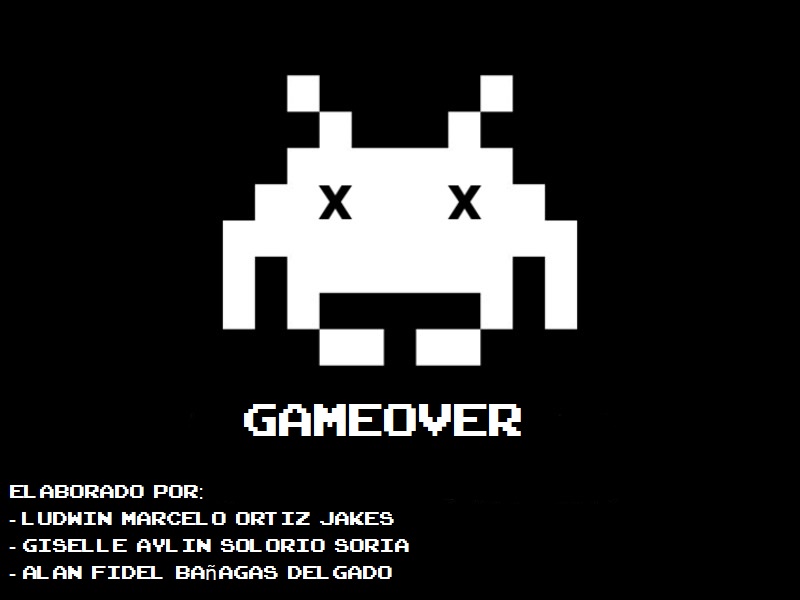 X X
GAMEOVER
ELABORADO POR:
-LUDWIN MARCELO ORTIZ JAKES
-GISELLE AYLIN SOLORIO SORIA
-ALAN FIDEL BAñAGAS DELGADO